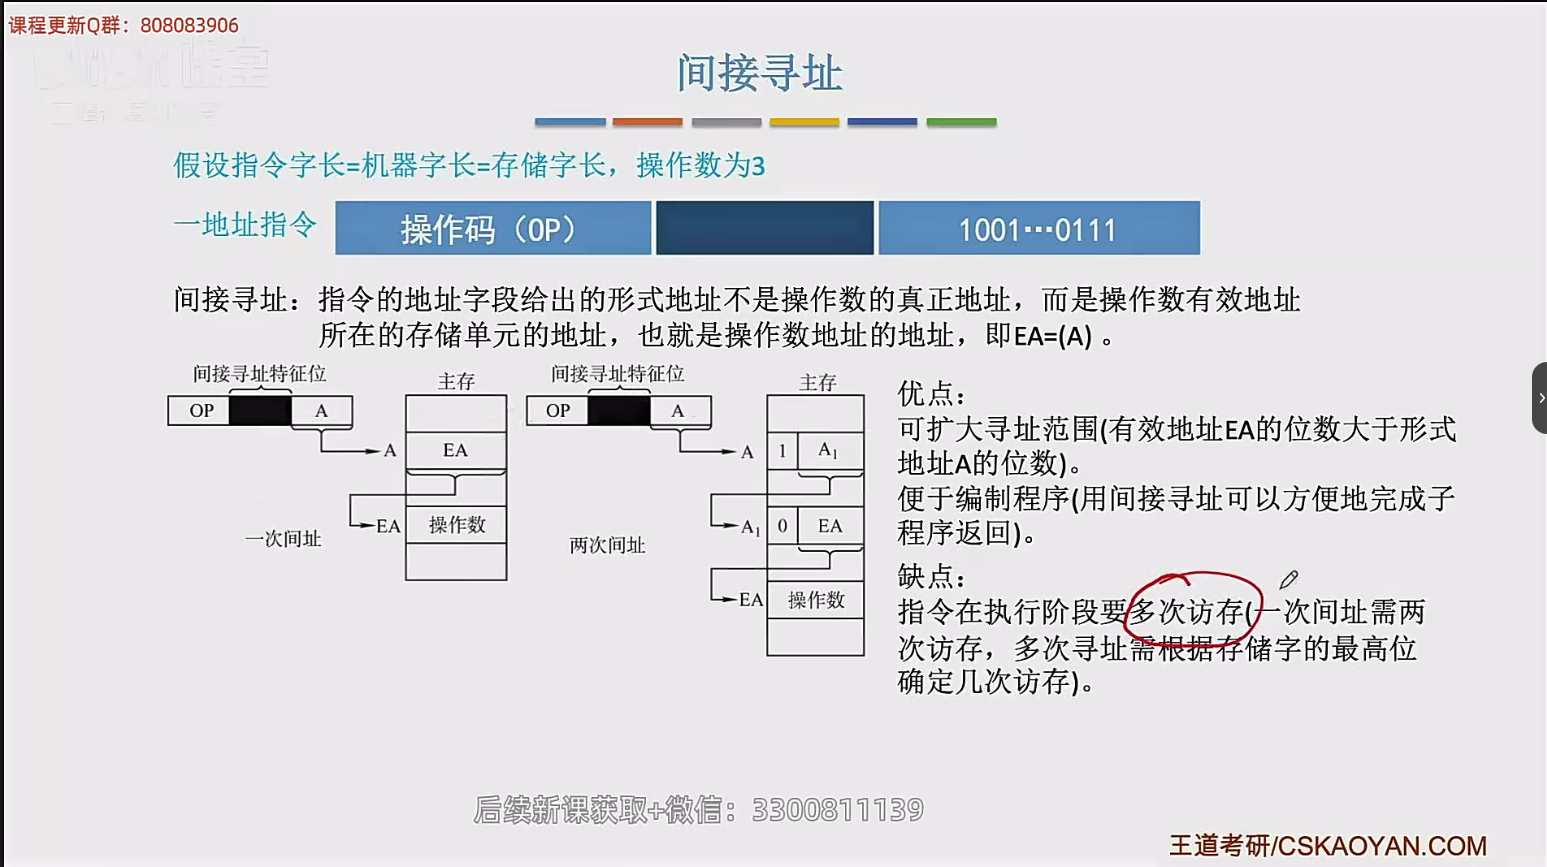 课程更新Q群：808083906
间接寻址
假设指令字长=机器字长=存储字长，操作数为3
一地址指令 操作码（OP） 1001…0111
间接寻址：指令的地址字段给出的形式地址不是操作数的真正地址，而是操作数有效地址
所在的存储单元的地址，也就是操作数地址的地址，即EA=(A) 。
间接寻址特征位
主存
OP
A
A
EA
EA
操作数
一次间址
间接寻址特征位
主存
OP
A
A
1
A₁
A₁
0
EA
EA
操作数
两次间址
优点：
可扩大寻址范围(有效地址EA的位数大于形式
地址A的位数)。
便于编制程序(用间接寻址可以方便地完成子
程序返回)。
缺点：
指令在执行阶段要多次访存(一次间址需两
次访存，多次寻址需根据存储字的最高位
确定几次访存)。
后续新课获取+微信：3300811139
王道考研/CSKAOYAN.COM